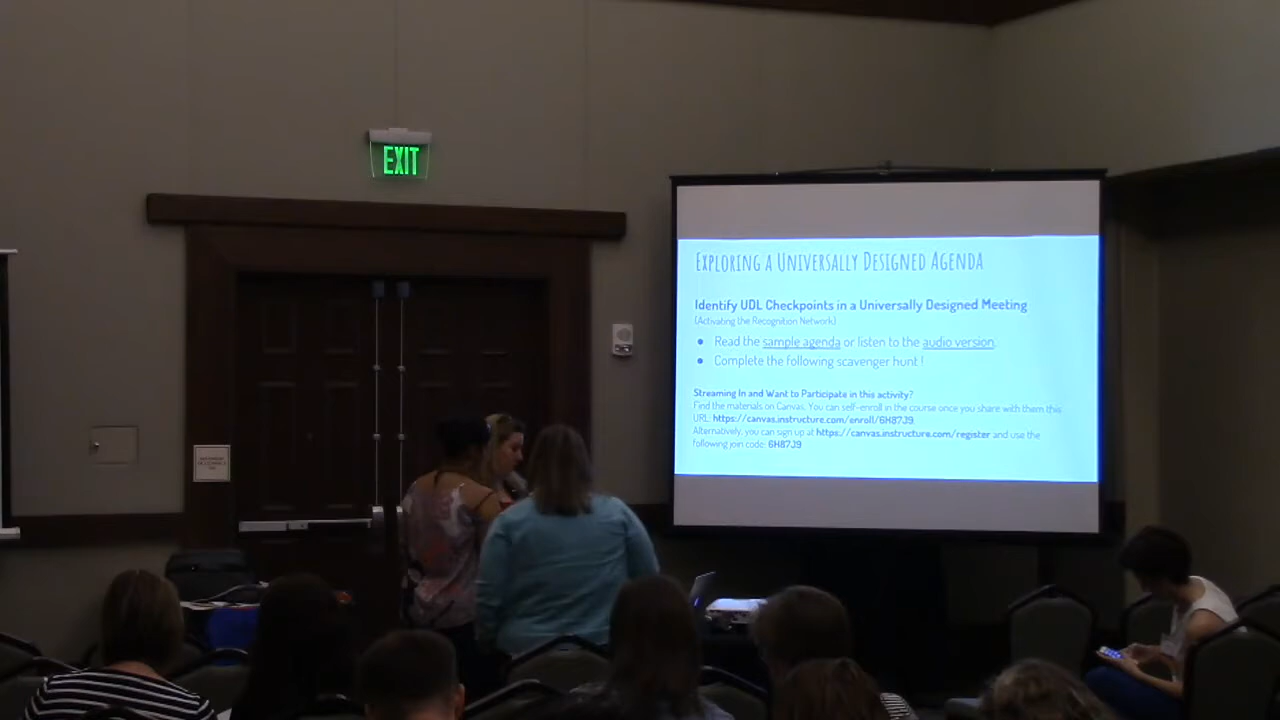 EXIT
EXPLORING A UNIVERSALLY DESIGNED AGENDA
Identify UDL Checkpoints in a Universally Designed Meeting
(Activating the Recognition Network)
Read the sample agenda or listen to the audio version.
Complete the following scavenger hunt !
Streaming In and Want to Participate in this activity?
Find the materials on Canvas. You can self-enroll in the course once you share with them this
URL: https://canvas.instructure.com/enroll/6H87J9.
Alternatively, you can sign up at https://canvas.instructure.com/register and use the
following join code: 6H87J9